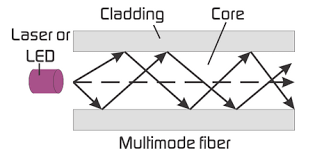 Cladding
Core
Laser or
LED
Multimode fiber